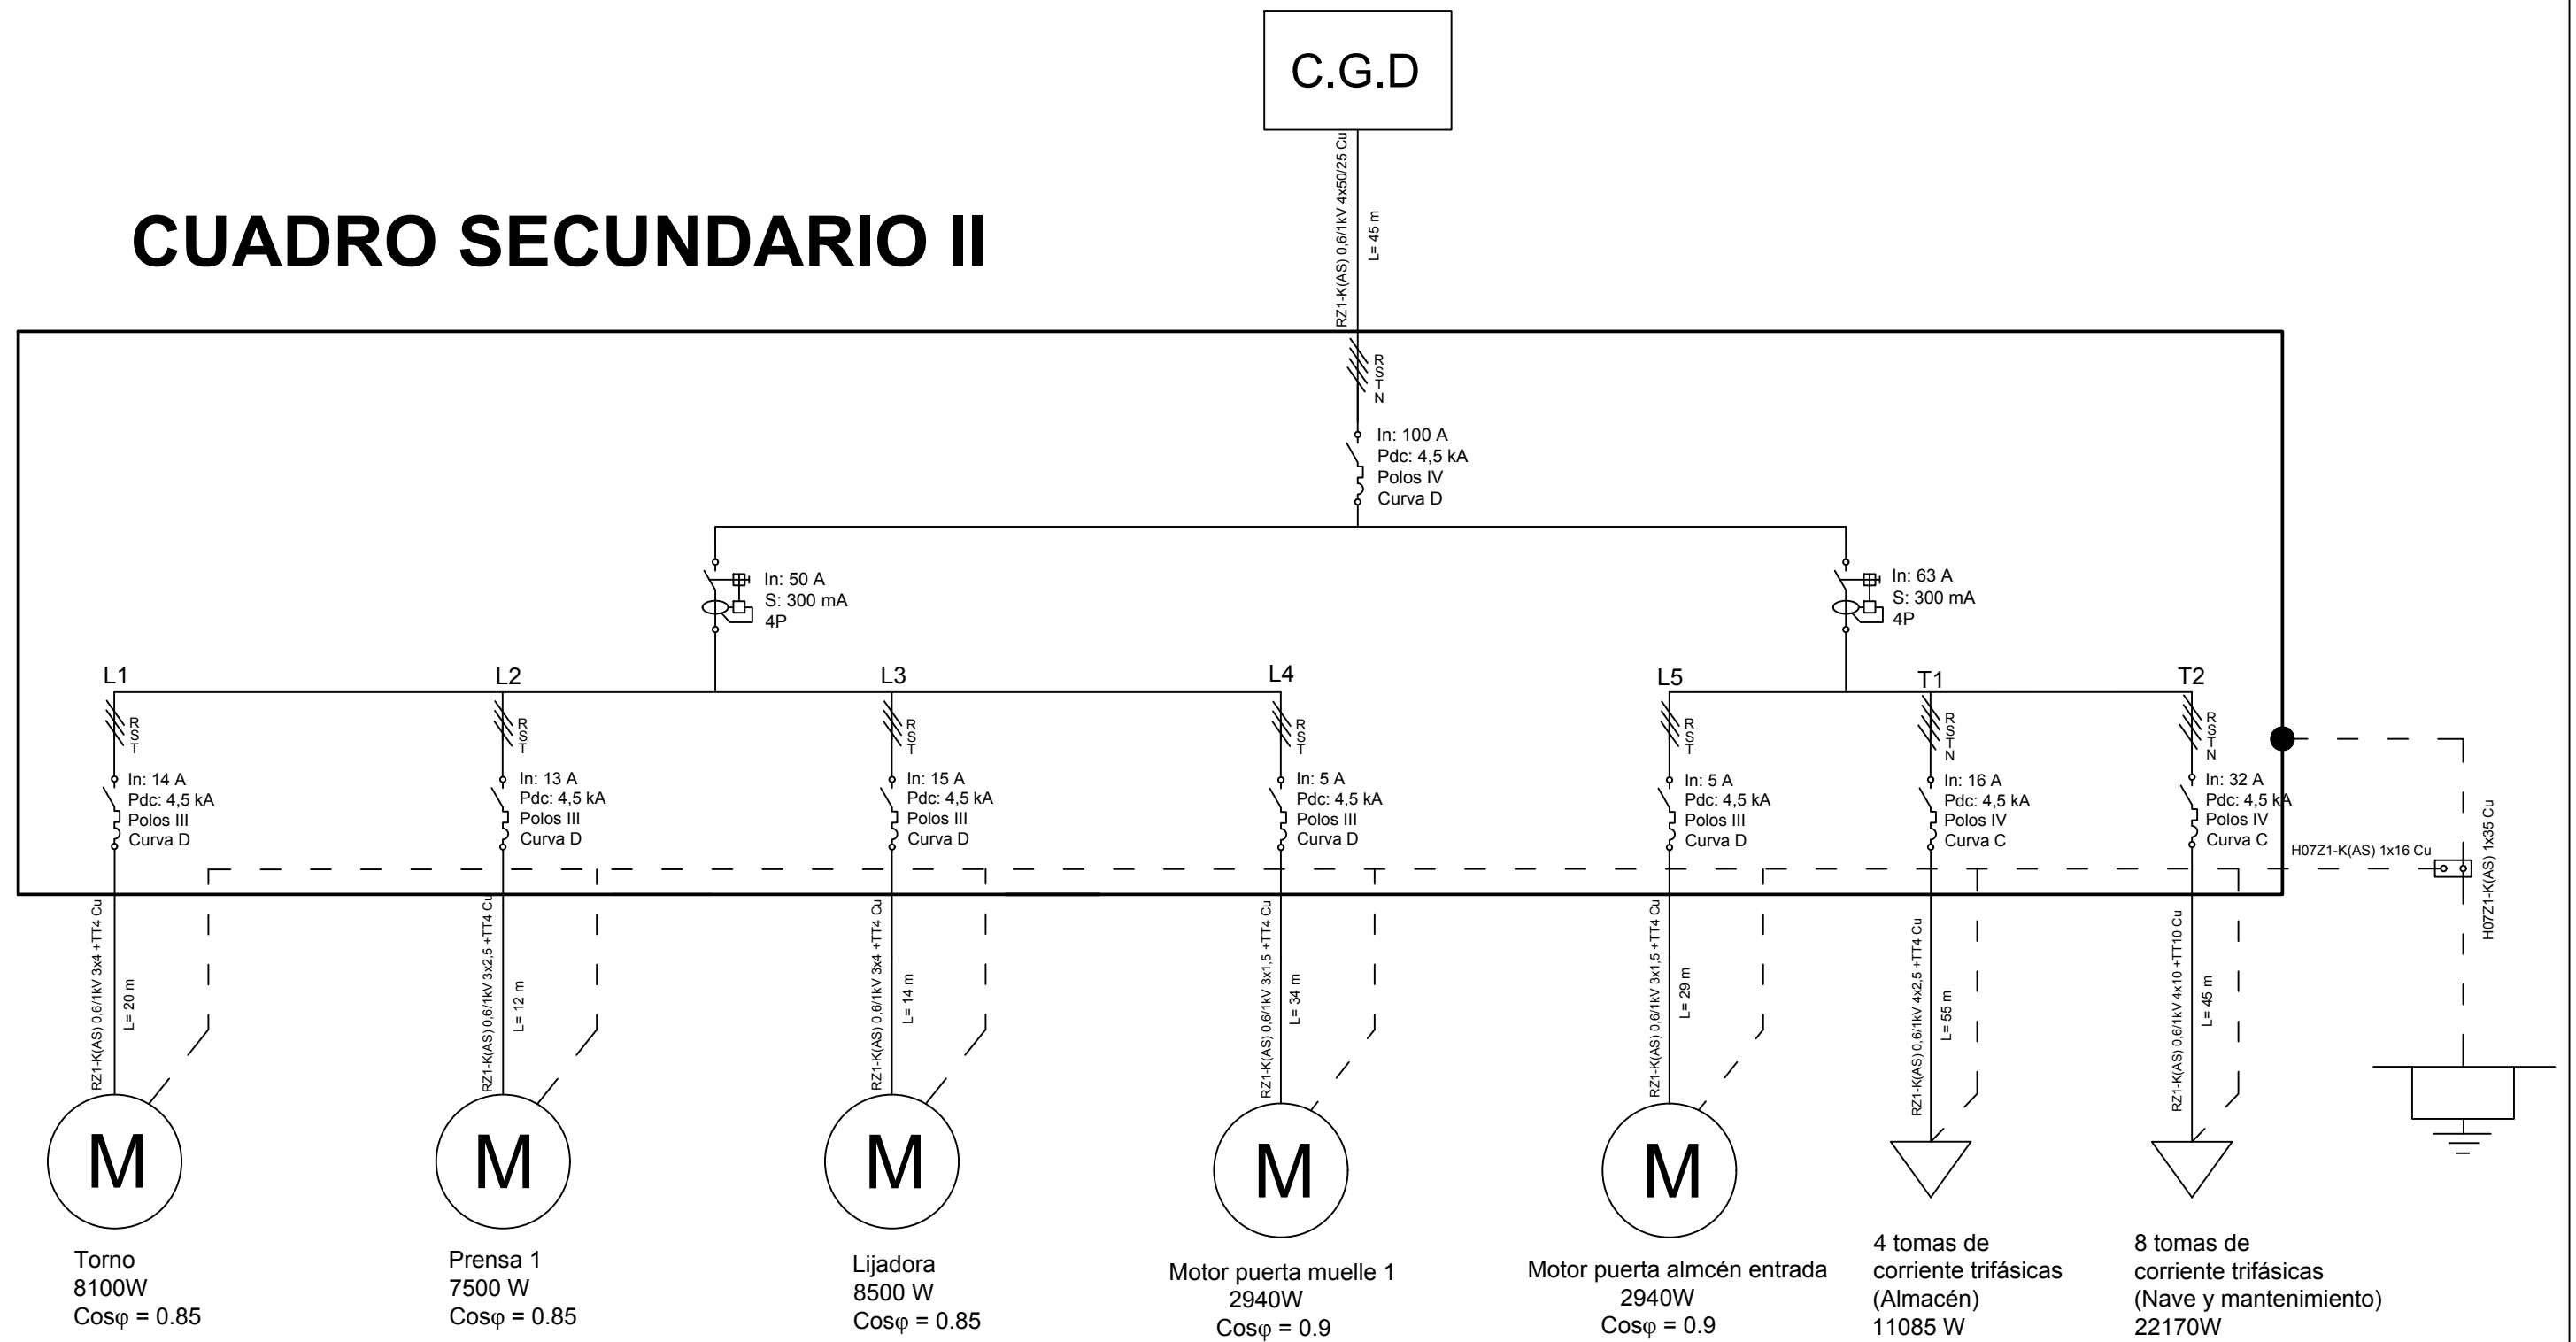 C.G.D
RZ1-K(AS) 0,6/1kV 4x50/25 Cu
L= 45 m
CUADRO SECUNDARIO II
R
S
T
N
In: 100 A
Pdc: 4,5 kA
Polos IV
Curva D
In: 50 A
S: 300 mA
4P
In: 63 A
S: 300 mA
4P
L1
R
S
T
In: 14 A
Pdc: 4,5 kA
Polos III
Curva D
RZ1-K(AS) 0,6/1kV 3x4 +TT4 Cu
L= 20 m
M
Torno
8100W
Cosφ = 0.85
L2
R
S
T
In: 13 A
Pdc: 4,5 kA
Polos III
Curva D
RZ1-K(AS) 0,6/1kV 3x2,5 +TT4 Cu
L= 12 m
M
Prensa 1
7500 W
Cosφ = 0.85
L3
R
S
T
In: 15 A
Pdc: 4,5 kA
Polos III
Curva D
RZ1-K(AS) 0,6/1kV 3x4 +TT4 Cu
L= 14 m
M
Lijadora
8500 W
Cosφ = 0.85
L4
R
S
T
In: 5 A
Pdc: 4,5 kA
Polos III
Curva D
RZ1-K(AS) 0,6/1kV 3x1,5 +TT4 Cu
L= 34 m
M
Motor puerta muelle 1
2940W
Cosφ = 0.9
L5
R
S
T
In: 5 A
Pdc: 4,5 kA
Polos III
Curva D
RZ1-K(AS) 0,6/1kV 3x1,5 +TT4 Cu
L= 29 m
M
Motor puerta almcén entrada
2940W
Cosφ = 0.9
T1
R
S
T
N
In: 16 A
Pdc: 4,5 kA
Polos IV
Curva C
RZ1-K(AS) 0,6/1kV 4x2,5 +TT4 Cu
L= 55 m
4 tomas de
corriente trifásicas
(Almacén)
11085 W
T2
R
S
T
N
In: 32 A
Pdc: 4,5 kA
Polos IV
Curva C
RZ1-K(AS) 0,6/1kV 4x10 +TT10 Cu
L= 45 m
8 tomas de
corriente trifásicas
(Nave y mantenimiento)
22170W
H07Z1-K(AS) 1x16 Cu
H07Z1-K(AS) 1x35 Cu